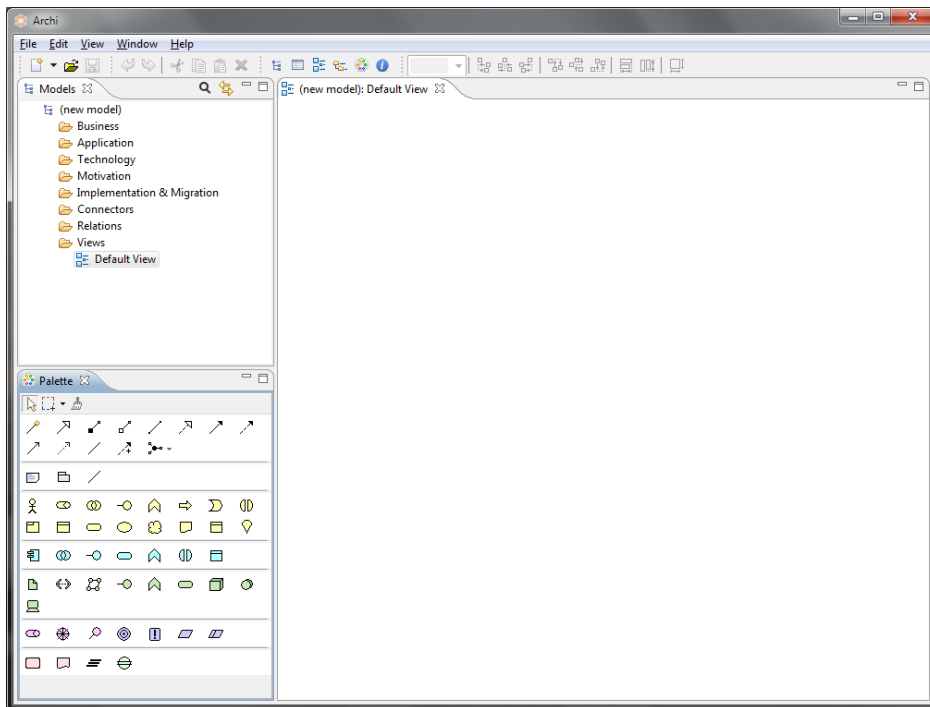 Archi
File Edit View Window Help
Models
(new model): Default View
(new model)
Business
Application
Technology
Motivation
Implementation & Migration
Connectors
Relations
Views
Default View
Palette